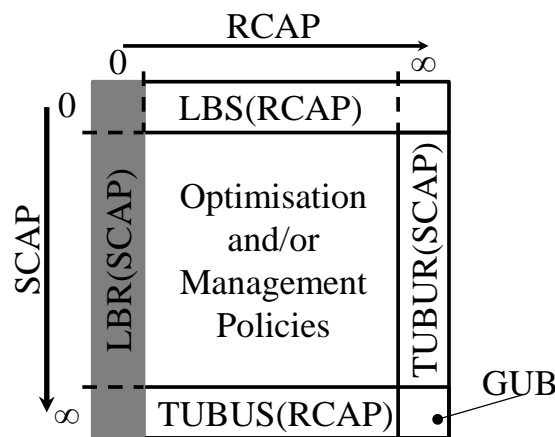 RCAP
0
∞
0
LBS(RCAP)
SCAP
LBR(SCAP)
Optimisation
and/or
Management
Policies
TUBUR(SCAP)
∞
TUBUS(RCAP)
GUB